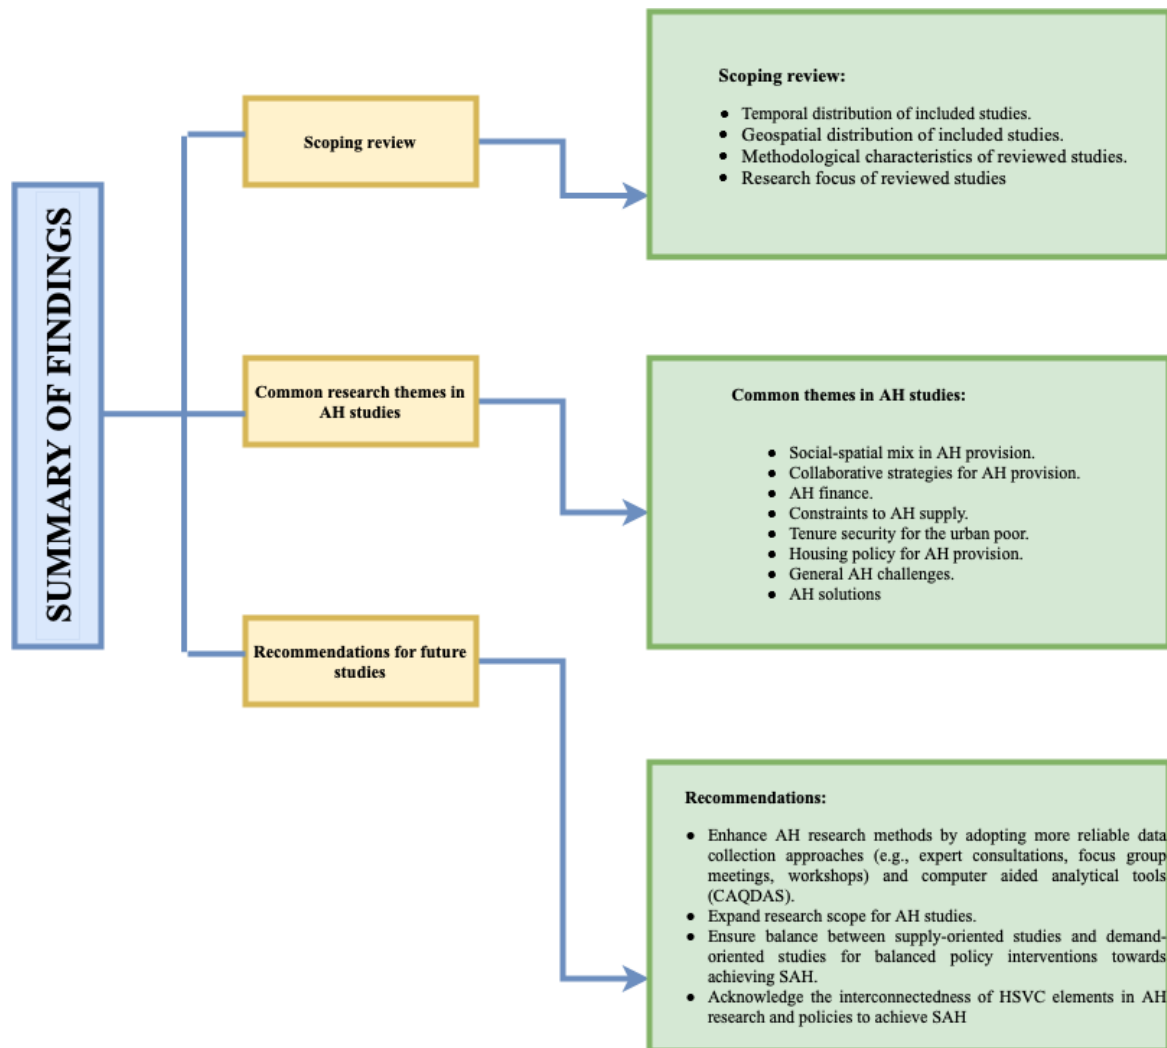 SUMMARY OF FINDINGS
Scoping review
Scoping review:
● Temporal distribution of included studies.
● Geospatial distribution of included studies.
● Methodological characteristics of reviewed studies.
● Research focus of reviewed studies
Common research themes in
AH studies
Common themes in AH studies:
● Social-spatial mix in AH provision.
● Collaborative strategies for AH provision.
● AH finance.
● Constraints to AH supply.
● Tenure security for the urban poor.
● Housing policy for AH provision.
● General AH challenges.
● AH solutions
Recommendations for future
studies
Recommendations:
● Enhance AH research methods by adopting more reliable data
collection approaches (e.g., expert consultations, focus group
meetings, workshops) and computer aided analytical tools
(CAQDAS).
● Expand research scope for AH studies.
● Ensure balance between supply-oriented studies and demand-
oriented studies for balanced policy interventions towards
achieving SAH.
● Acknowledge the interconnectedness of HSVC elements in AH
research and policies to achieve SAH